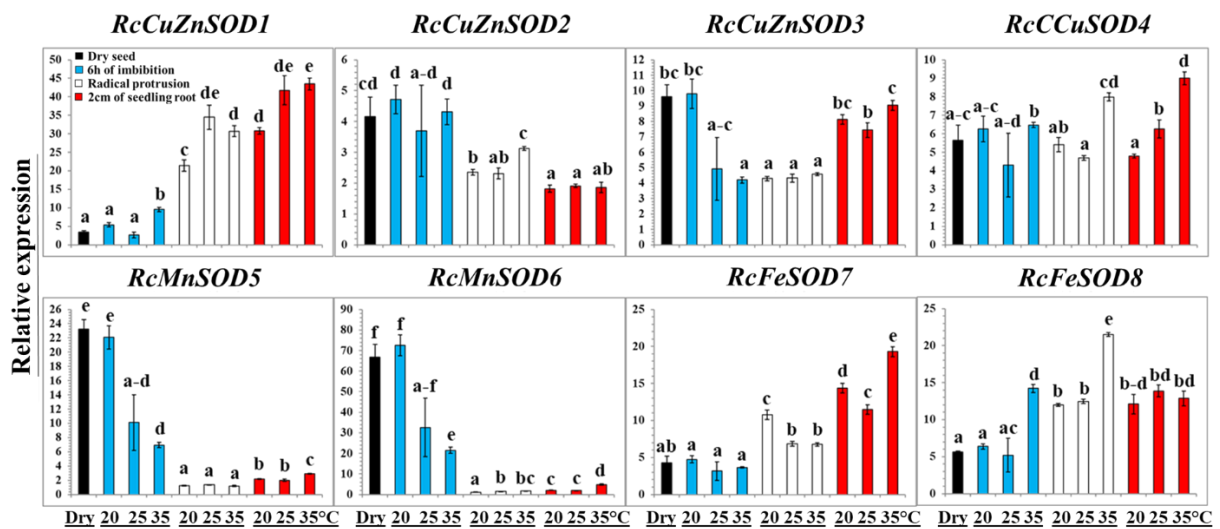 RcCuZnSOD1 RcCuZnSOD2 RcCuZnSOD3 RcCCuSOD4
Dry seed
6h of imbibition
Radical protrusion
2cm of seedling root
50 45 40 35 30 25 20 15 10 5 0
a a a b c de d d de e
6 5 4 3 2 1 0
cd d a-d d b ab c a a ab
12 11 10 9 8 7 6 5 4 3 2 1 0
bc bc a-c a a a a bc b c
10 9 8 7 6 5 4 3 2 1 0
a-c a-c a-d b ab a cd a b d
Relative expression
RcMnSOD5 RcMnSOD6 RcFeSOD7 RcFeSOD8
26 24 22 20 18 16 14 12 10 8 6 4 2 0
e e a-d d a a a b b c
90 80 70 60 50 40 30 20 10 0
f f a-f e a b bc c c d
25 20 15 10 5 0
ab a a a c b b d c e
25 20 15 10 5 0
a a ac d b b e b-d bd bd
Dry 20 25 35 20 25 35 20 25 35 Dry 20 25 35 20 25 35 20 25 35 Dry 20 25 35 20 25 35 20 25 35 Dry 20 25 35 20 25 35 20 25 35°C